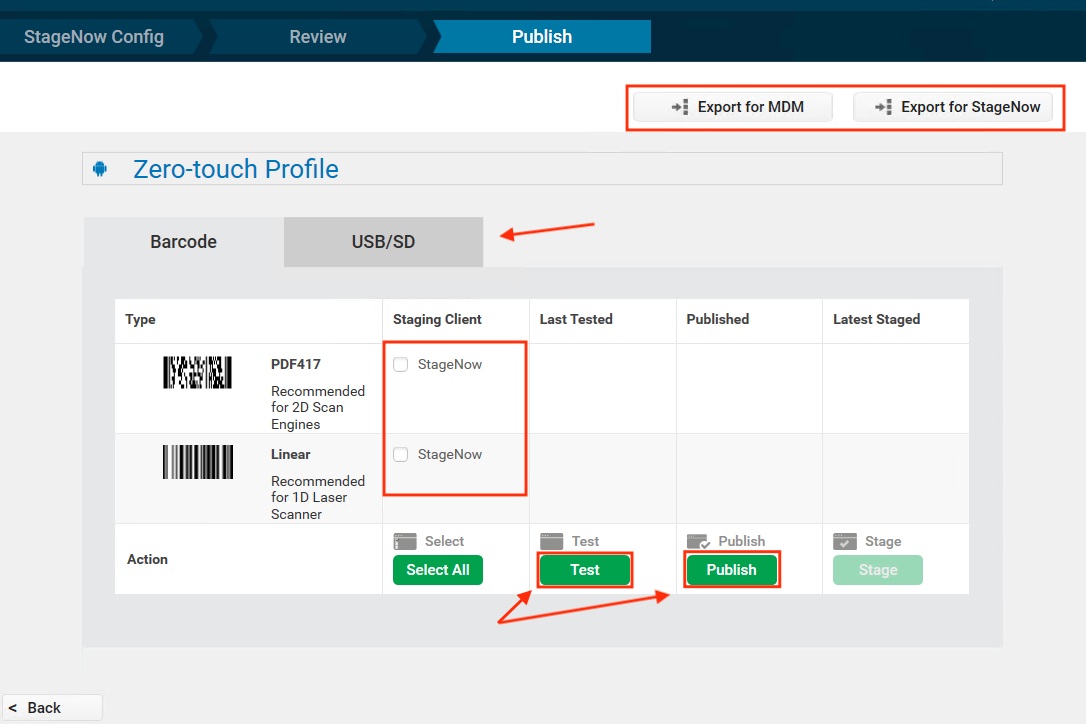 StageNow Config
Review
Publish
Export for MDM
Export for StageNow
Zero-touch Profile
Barcode
USB/SD
Type
Staging Client
Last Tested
Published
Latest Staged
PDF417
StageNow
Recommended
for 2D Scan
Engines
Linear
StageNow
Recommended
for 1D Laser
Scanner
Action
Select
Test
Publish
Stage
Select All
Test
Publish
Stage
< Back